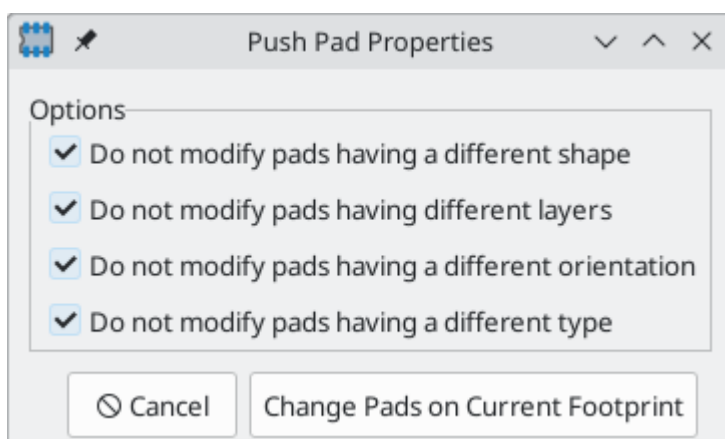 Push Pad Properties
Options
Do not modify pads having a different shape
Do not modify pads having different layers
Do not modify pads having a different orientation
Do not modify pads having a different type
Cancel
Change Pads on Current Footprint